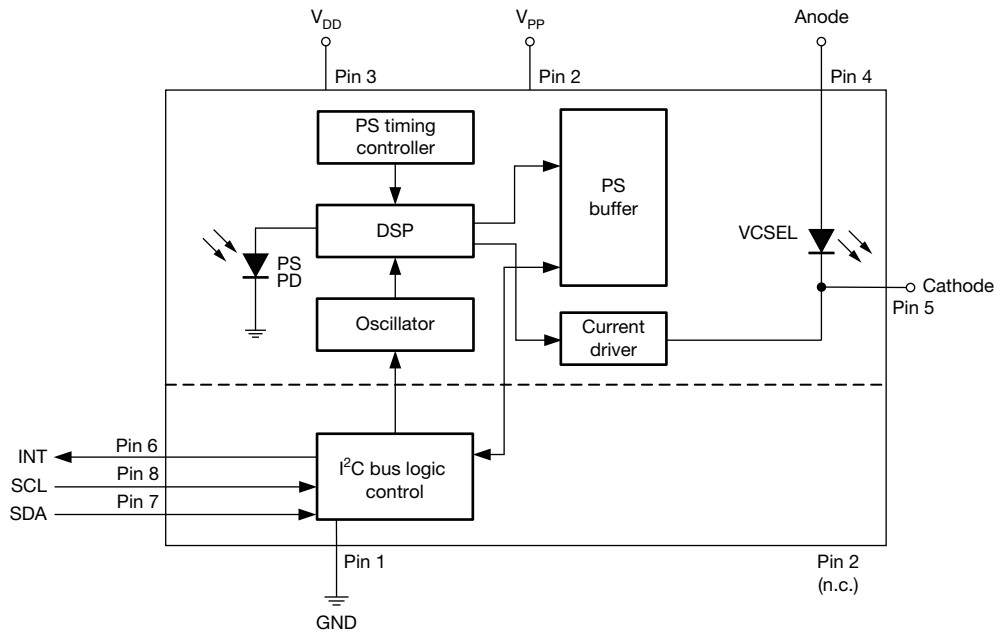 VDD
VPP
Anode
Pin 3
Pin 2
Pin 4
PS timing
controller
PS
buffer
DSP
VCSEL
PS
PD
Cathode
Pin 5
Oscillator
Current
driver
INT
Pin 6
SCL
Pin 8
SDA
Pin 7
I²C bus logic
control
Pin 1
Pin 2
(n.c.)
GND